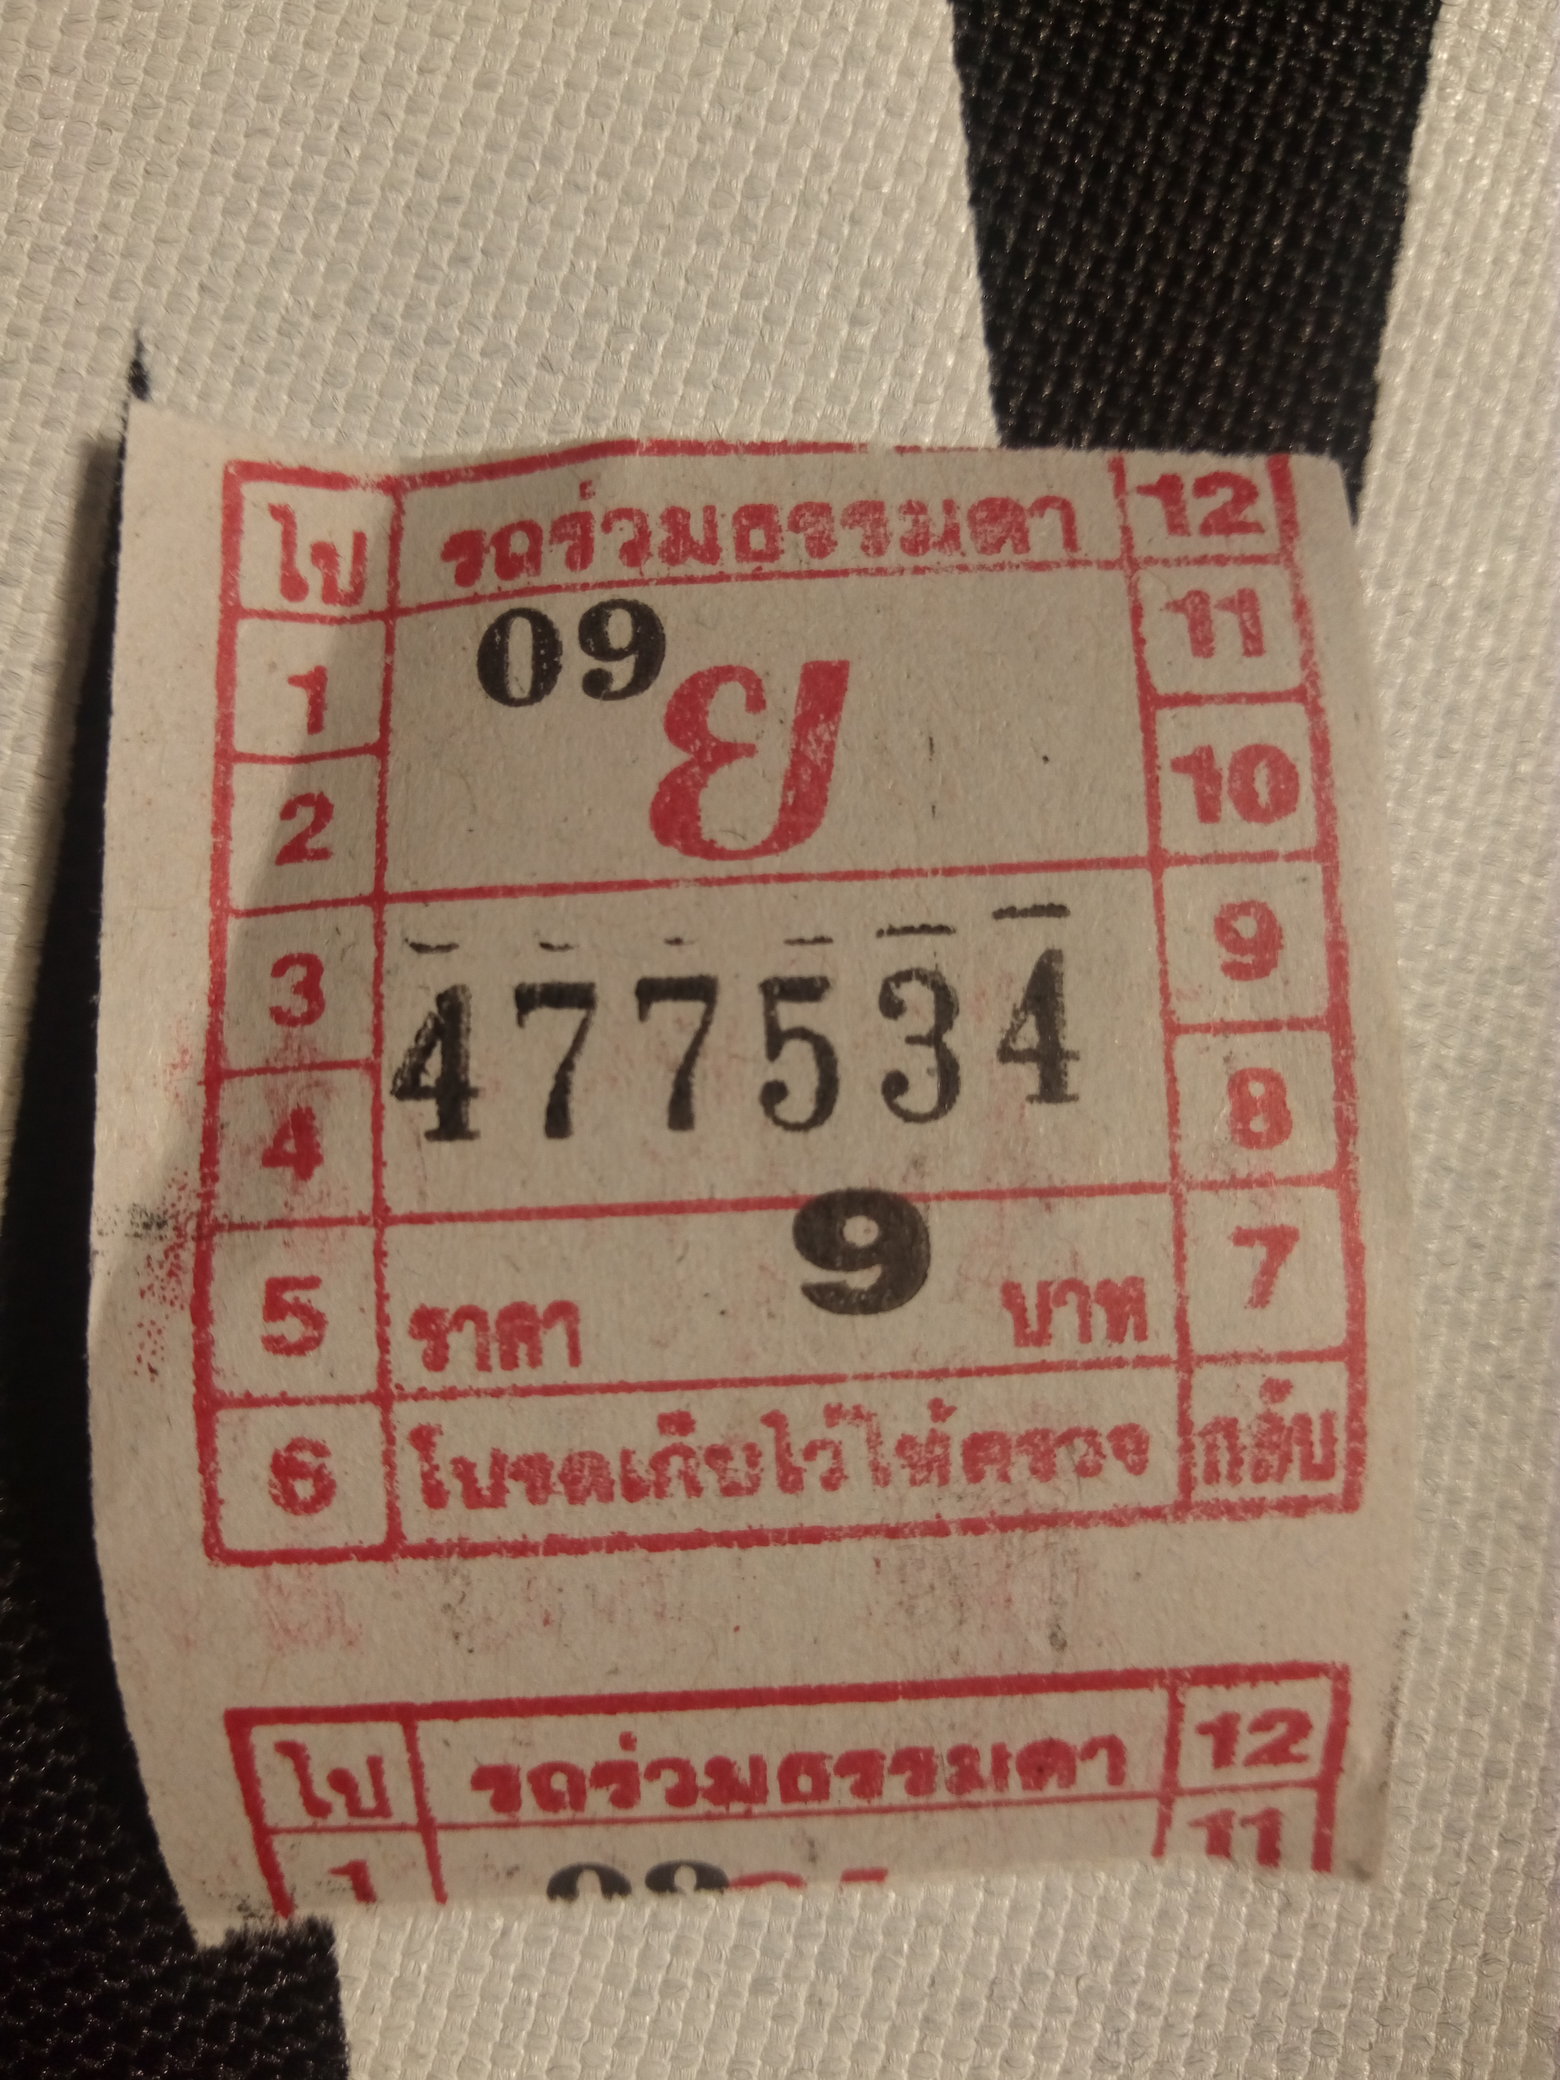 ไป รถร่วมธรรมดา 12
1 09 ย 11
2 10
3 477534 9
4 8
5 ราคา 9 บาท 7
6 โปรดเก็บไว้ให้ตรวจ กลับ
ไป รถร่วมธรรมดา 12
1 09 11